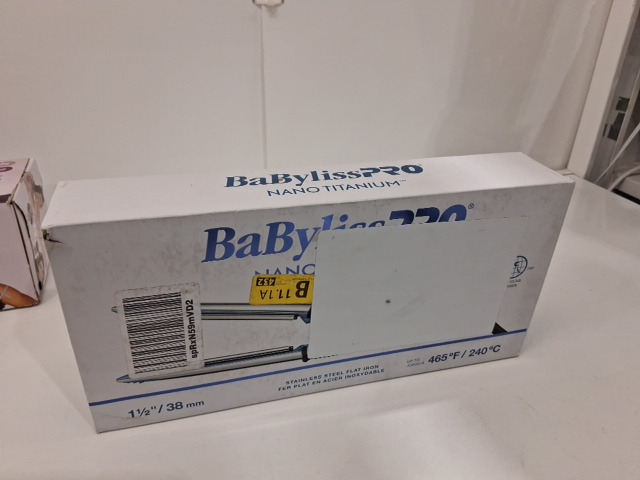 BaBylissPRO
NANO TITANIUM™
BaBylissPRO®
NANO
B 11.1A
432
spRxN59mVD2
STAINLESS STEEL FLAT IRON
FER PLAT EN ACIER INOXYDABLE
465°F / 240°C
1½" / 38 mm